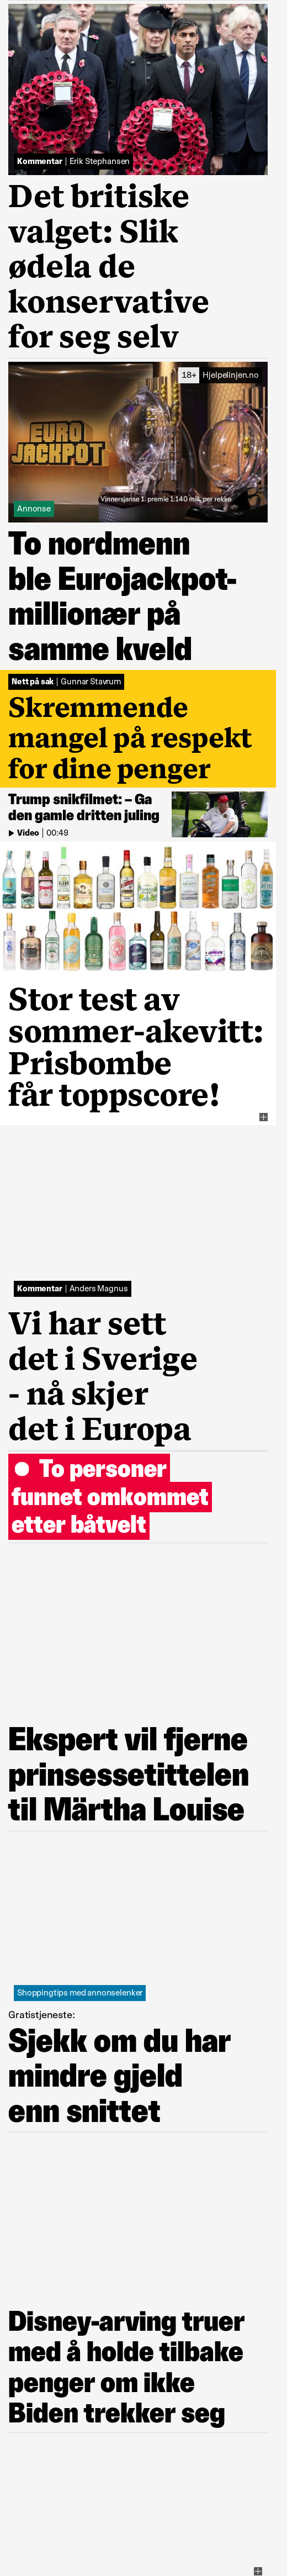 Kommentar | Erik Stephansen
Det britiske
valget: Slik
ødela de
konservative
for seg selv
18+ Hjelpelinjen.no
EURO
JACKPOT
Vinnersjanse 1. premie 1:140 mill. per rekke
Annonse
To nordmenn
ble Eurojackpot-
millionær på
samme kveld
Nett på sak | Gunnar Stavrum
Skremmende
mangel på respekt
for dine penger
Trump snikfilmet: – Ga
den gamle dritten juling
Video | 00:49
Stor test av
sommer-akevitt:
Prisbombe
får toppscore!
Kommentar | Anders Magnus
Vi har sett
det i Sverige
- nå skjer
det i Europa
To personer
funnet omkommet
etter båtvelt
Ekspert vil fjerne
prinsessetittelen
til Märtha Louise
Shoppingtips med annonselenker
Gratistjeneste:
Sjekk om du har
mindre gjeld
enn snittet
Disney-arving truer
med å holde tilbake
penger om ikke
Biden trekker seg